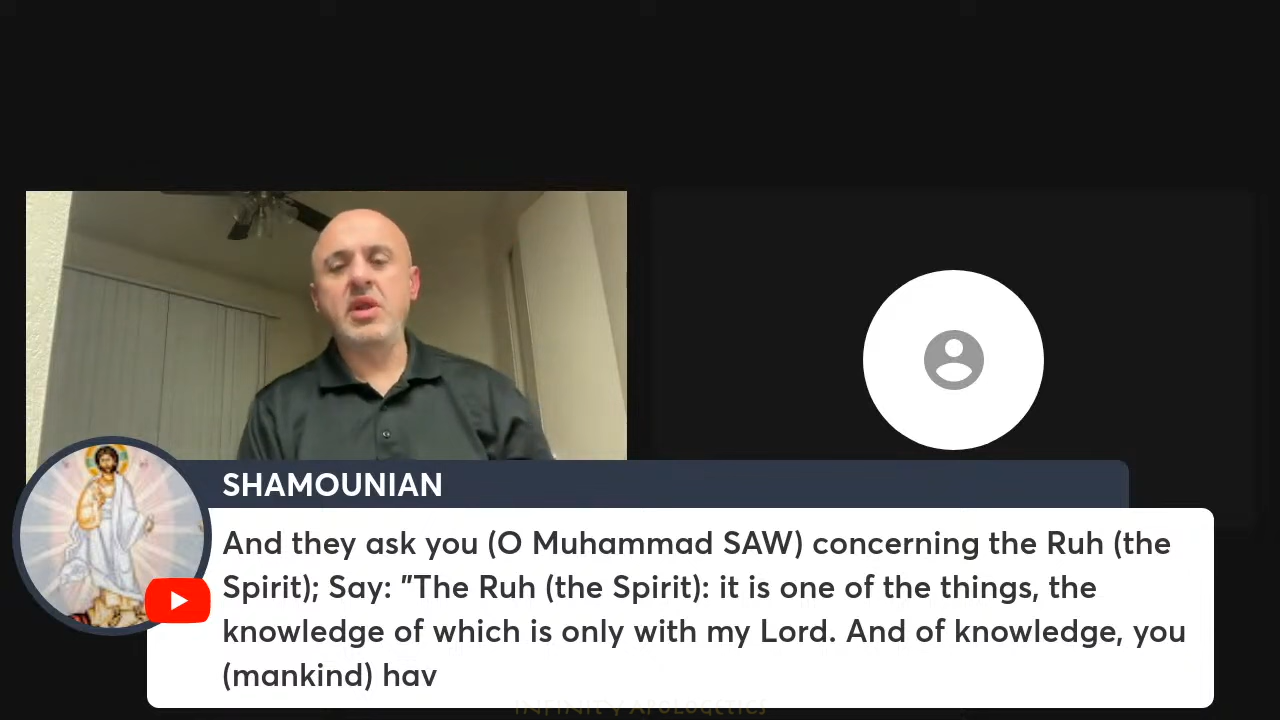 SHAMOUNIAN
And they ask you (O Muhammad SAW) concerning the Ruh (the
Spirit); Say: "The Ruh (the Spirit): it is one of the things, the
knowledge of which is only with my Lord. And of knowledge, you
(mankind) hav
INFINITY APOLOGETICS